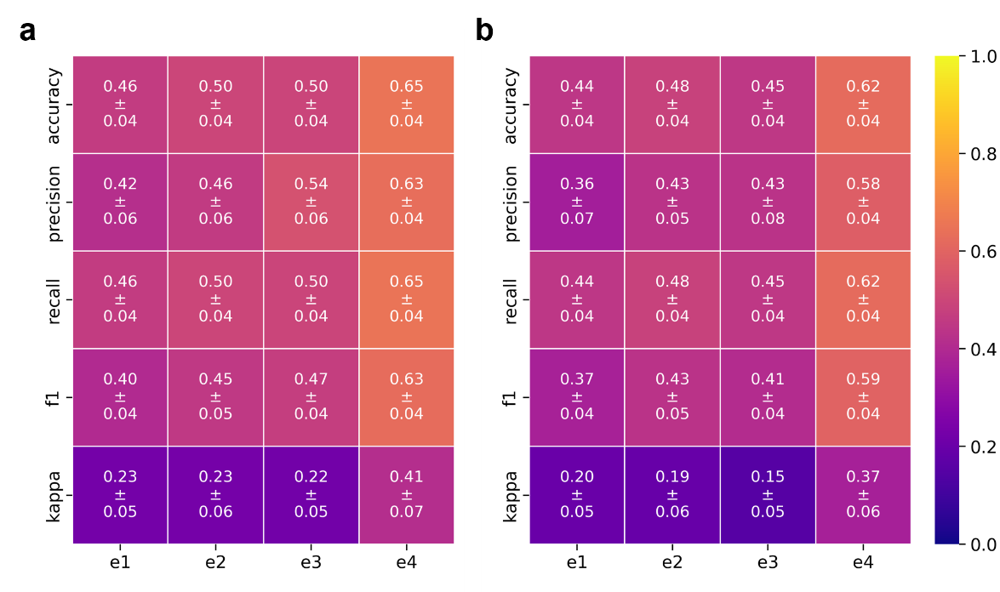 a
b
accuracy
0.46 0.50 0.50 0.65
± ± ± ±
0.04 0.04 0.04 0.04
0.44 0.48 0.45 0.62
± ± ± ±
0.04 0.04 0.04 0.04
precision
0.42 0.46 0.54 0.63
± ± ± ±
0.06 0.06 0.06 0.04
0.36 0.43 0.43 0.58
± ± ± ±
0.07 0.05 0.08 0.04
recall
0.46 0.50 0.50 0.65
± ± ± ±
0.04 0.04 0.04 0.04
0.44 0.48 0.45 0.62
± ± ± ±
0.04 0.04 0.04 0.04
f1
0.40 0.45 0.47 0.63
± ± ± ±
0.04 0.05 0.04 0.04
0.37 0.43 0.41 0.59
± ± ± ±
0.04 0.05 0.04 0.04
kappa
0.23 0.23 0.22 0.41
± ± ± ±
0.05 0.06 0.05 0.07
0.20 0.19 0.15 0.37
± ± ± ±
0.05 0.06 0.05 0.06
e1 e2 e3 e4
accuracy
precision
recall
f1
kappa
e1 e2 e3 e4
1.0
0.8
0.6
0.4
0.2
0.0